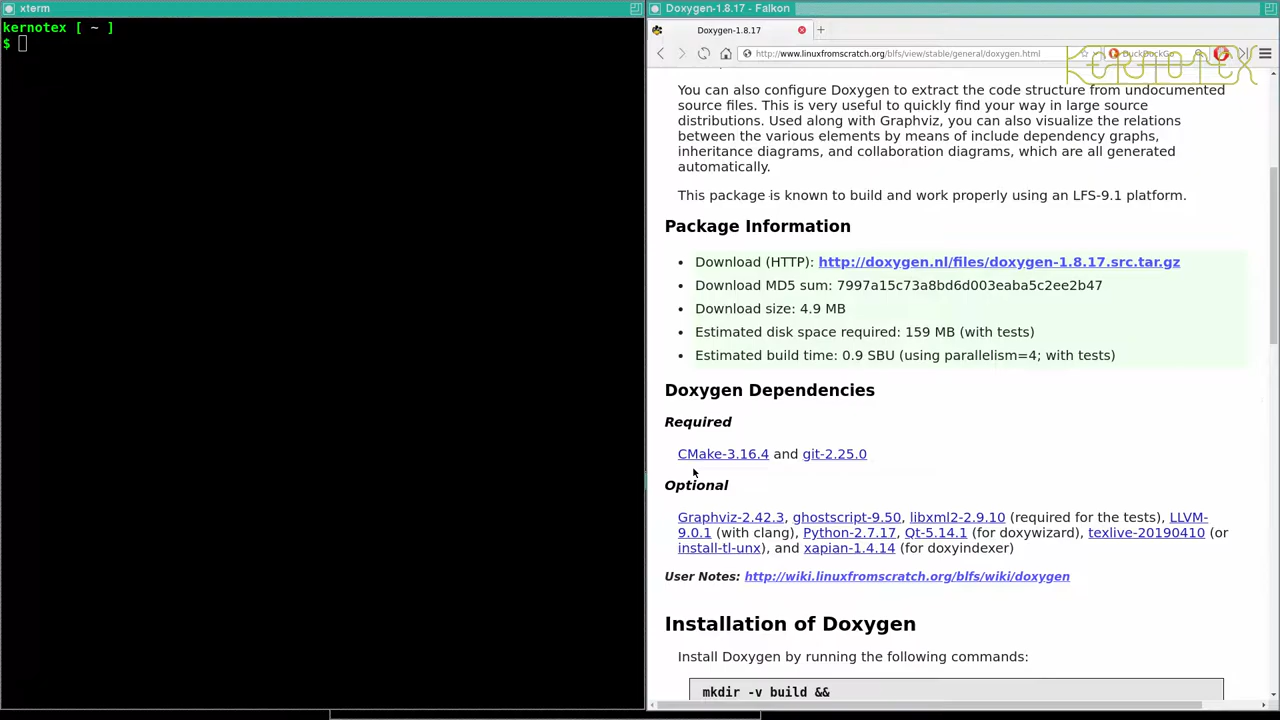 xterm
kernotex [ ~ ]
$
Doxygen-1.8.17 - Falkon
Doxygen-1.8.17
http://www.linuxfromscratch.org/blfs/view/stable/general/doxygen.html
DuckDuckGo
KERNOTEX
You can also configure Doxygen to extract the code structure from undocumented
source files. This is very useful to quickly find your way in large source
distributions. Used along with Graphviz, you can also visualize the relations
between the various elements by means of include dependency graphs,
inheritance diagrams, and collaboration diagrams, which are all generated
automatically.
This package is known to build and work properly using an LFS-9.1 platform.
Package Information
• Download (HTTP): http://doxygen.nl/files/doxygen-1.8.17.src.tar.gz
• Download MD5 sum: 7997a15c73a8bd6d003eaba5c2ee2b47
• Download size: 4.9 MB
• Estimated disk space required: 159 MB (with tests)
• Estimated build time: 0.9 SBU (using parallelism=4; with tests)
Doxygen Dependencies
Required
CMake-3.16.4 and git-2.25.0
Optional
Graphviz-2.42.3, ghostscript-9.50, libxml2-2.9.10 (required for the tests), LLVM-
9.0.1 (with clang), Python-2.7.17, Qt-5.14.1 (for doxywizard), texlive-20190410 (or
install-tl-unx), and xapian-1.4.14 (for doxyindexer)
User Notes: http://wiki.linuxfromscratch.org/blfs/wiki/doxygen
Installation of Doxygen
Install Doxygen by running the following commands:
mkdir -v build &&